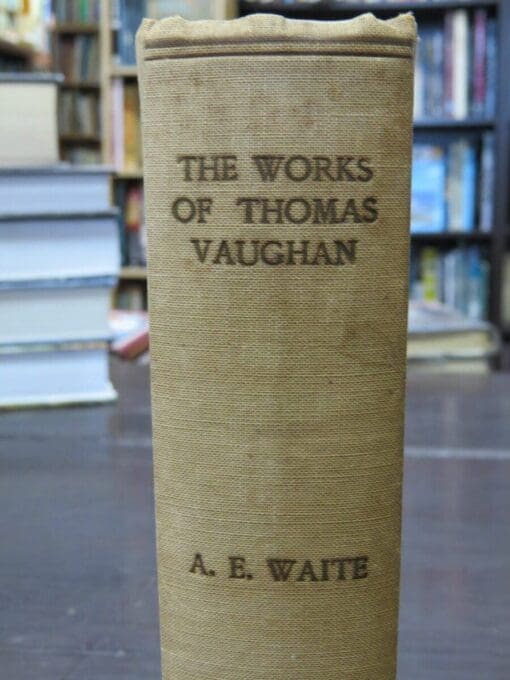 THE WORKS
OF THOMAS
VAUGHAN
A. E. WAITE